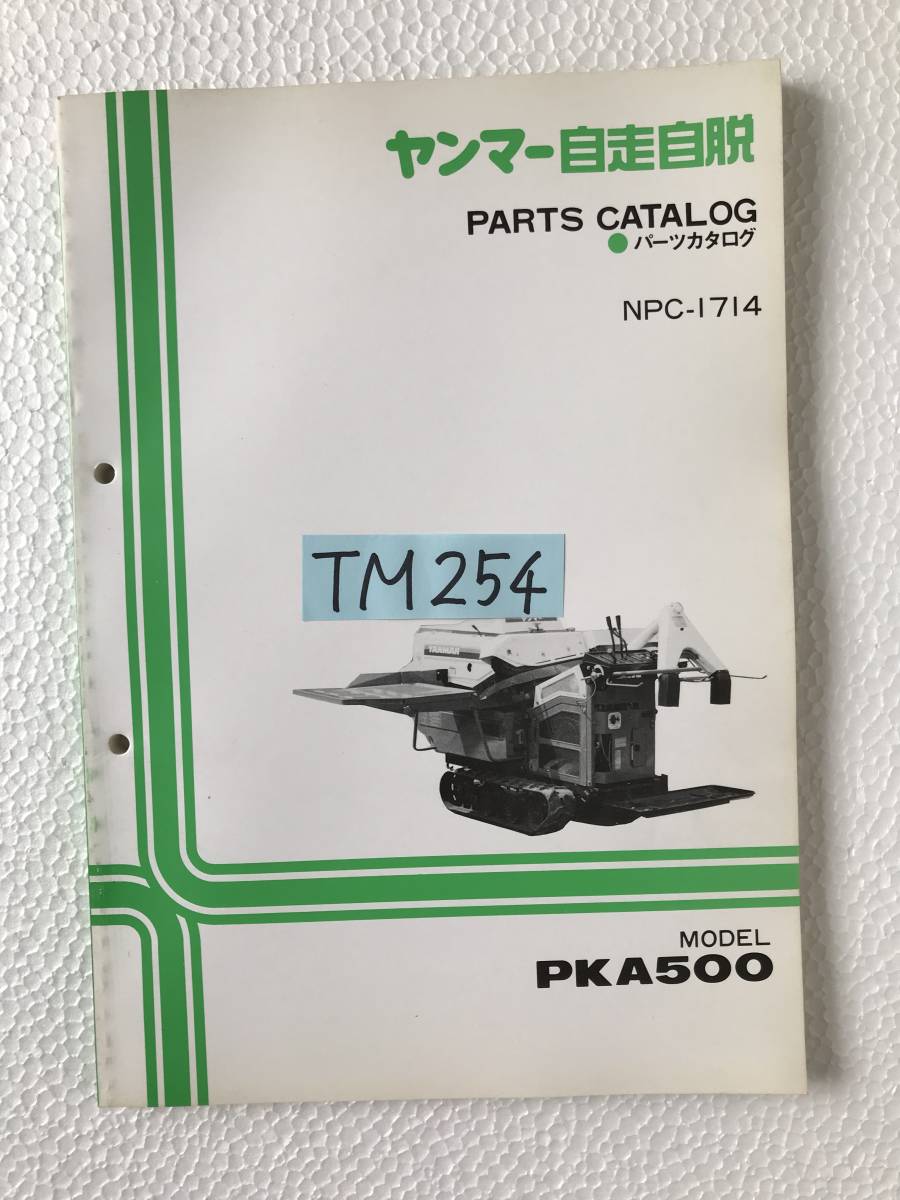 ヤンマー自走自脱
PARTS CATALOG
●パーツカタログ
NPC-1714
TM254
YANMAR
MODEL
PKA500